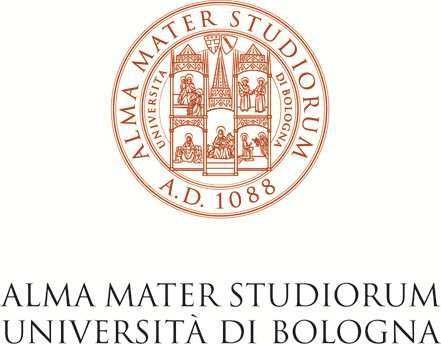 ALMA MATER STUDIORUM
UNIVERSITA
DI BOLOGNA
A.D. 1088
ALMA MATER STUDIORUM
UNIVERSITÀ DI BOLOGNA